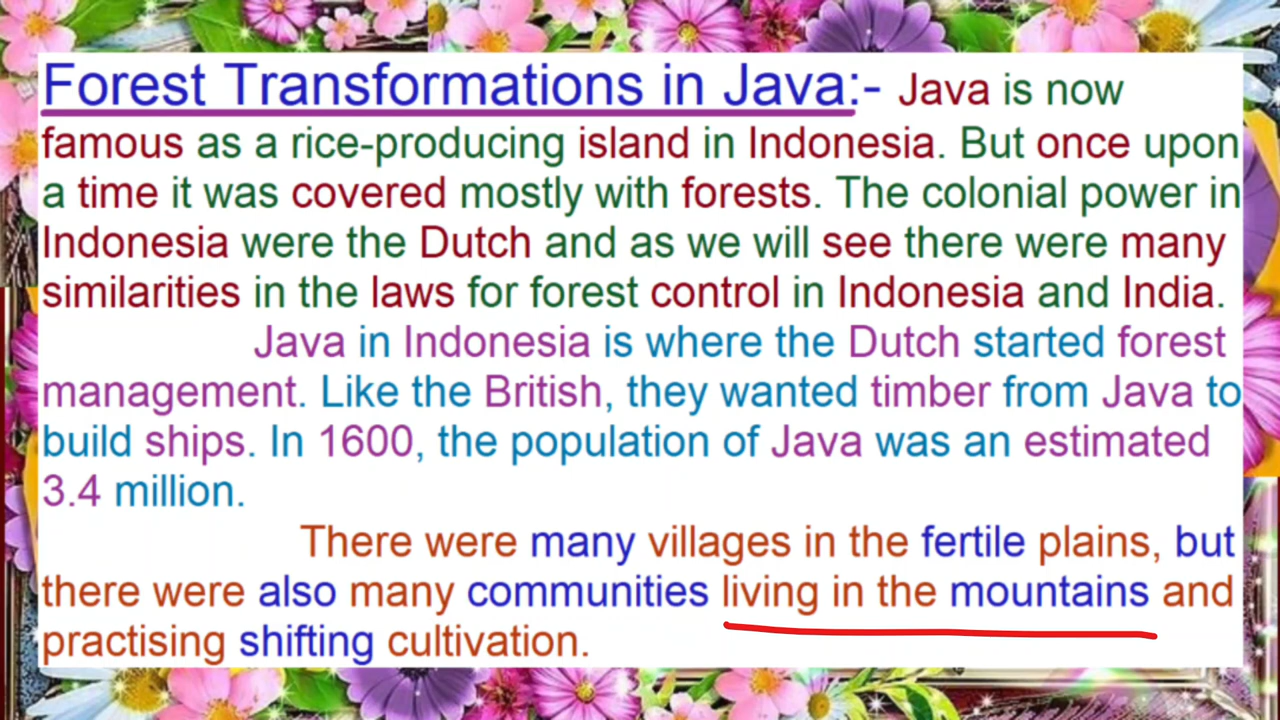 Forest Transformations in Java:- Java is now
famous as a rice-producing island in Indonesia. But once upon
a time it was covered mostly with forests. The colonial power in
Indonesia were the Dutch and as we will see there were many
similarities in the laws for forest control in Indonesia and India.
Java in Indonesia is where the Dutch started forest
management. Like the British, they wanted timber from Java to
build ships. In 1600, the population of Java was an estimated
3.4 million.
There were many villages in the fertile plains, but
there were also many communities living in the mountains and
practising shifting cultivation.